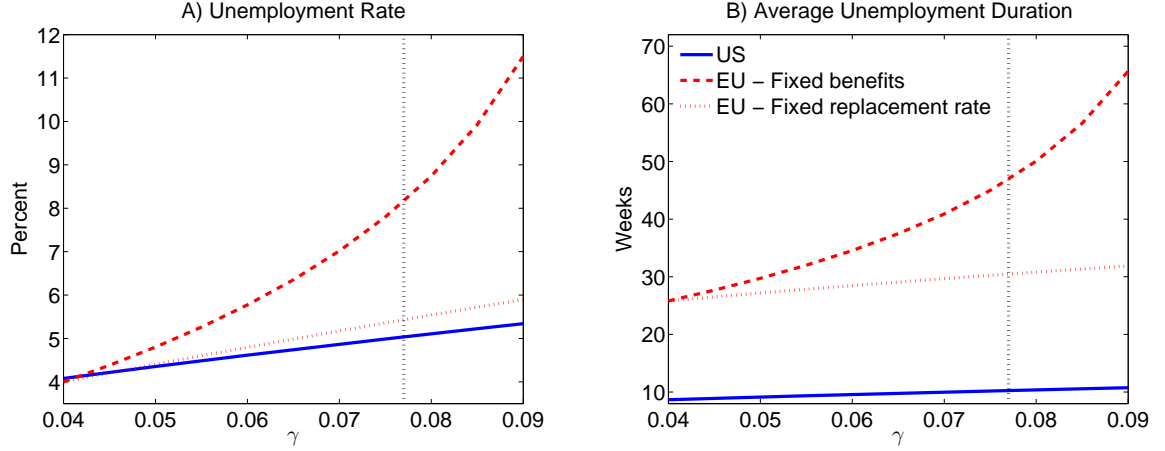 A) Unemployment Rate
Percent
12
11
10
9
8
7
6
5
4
0.04 0.05 0.06 0.07 0.08 0.09
γ
B) Average Unemployment Duration
Weeks
70
60
50
40
30
20
10
US
EU − Fixed benefits
EU − Fixed replacement rate
0.04 0.05 0.06 0.07 0.08 0.09
γ